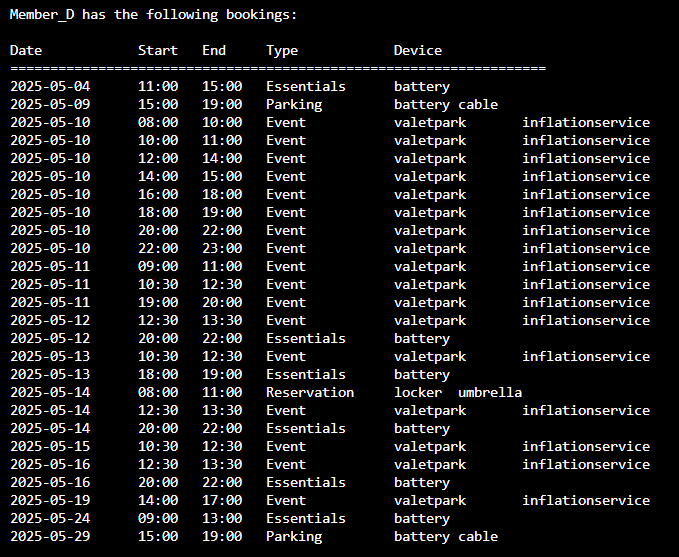 Member_D has the following bookings:
Date Start End Type Device
===================================================================
2025-05-04 11:00 15:00 Essentials battery
2025-05-09 15:00 19:00 Parking battery cable
2025-05-10 08:00 10:00 Event valetpark inflationservice
2025-05-10 10:00 11:00 Event valetpark inflationservice
2025-05-10 12:00 14:00 Event valetpark inflationservice
2025-05-10 14:00 15:00 Event valetpark inflationservice
2025-05-10 16:00 18:00 Event valetpark inflationservice
2025-05-10 18:00 19:00 Event valetpark inflationservice
2025-05-10 20:00 22:00 Event valetpark inflationservice
2025-05-10 22:00 23:00 Event valetpark inflationservice
2025-05-11 09:00 11:00 Event valetpark inflationservice
2025-05-11 10:30 12:30 Event valetpark inflationservice
2025-05-11 19:00 20:00 Event valetpark inflationservice
2025-05-12 12:30 13:30 Event valetpark inflationservice
2025-05-12 20:00 22:00 Essentials battery
2025-05-13 10:30 12:30 Event valetpark inflationservice
2025-05-13 18:00 19:00 Essentials battery
2025-05-14 08:00 11:00 Reservation locker umbrella
2025-05-14 12:30 13:30 Event valetpark inflationservice
2025-05-14 20:00 22:00 Essentials battery
2025-05-15 10:30 12:30 Event valetpark inflationservice
2025-05-16 12:30 13:30 Event valetpark inflationservice
2025-05-16 20:00 22:00 Essentials battery
2025-05-19 14:00 17:00 Event valetpark inflationservice
2025-05-24 09:00 13:00 Essentials battery
2025-05-29 15:00 19:00 Parking battery cable